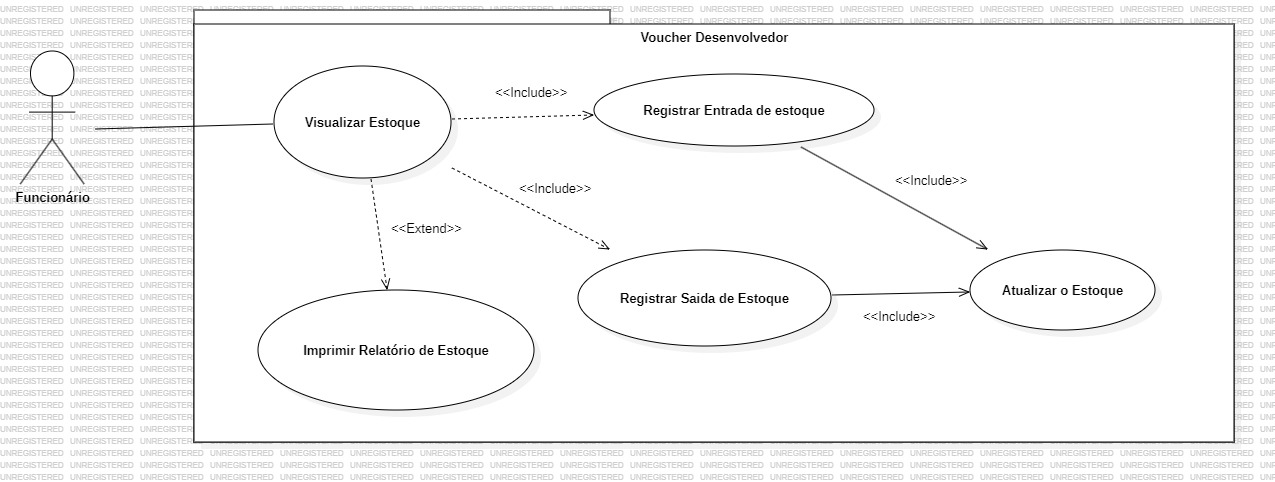 Voucher Desenvolvedor
Funcionário
Visualizar Estoque
<<Include>>
Registrar Entrada de estoque
<<Include>>
<<Include>>
<<Extend>>
Registrar Saida de Estoque
<<Include>>
Atualizar o Estoque
Imprimir Relatório de Estoque
UNREGISTERED